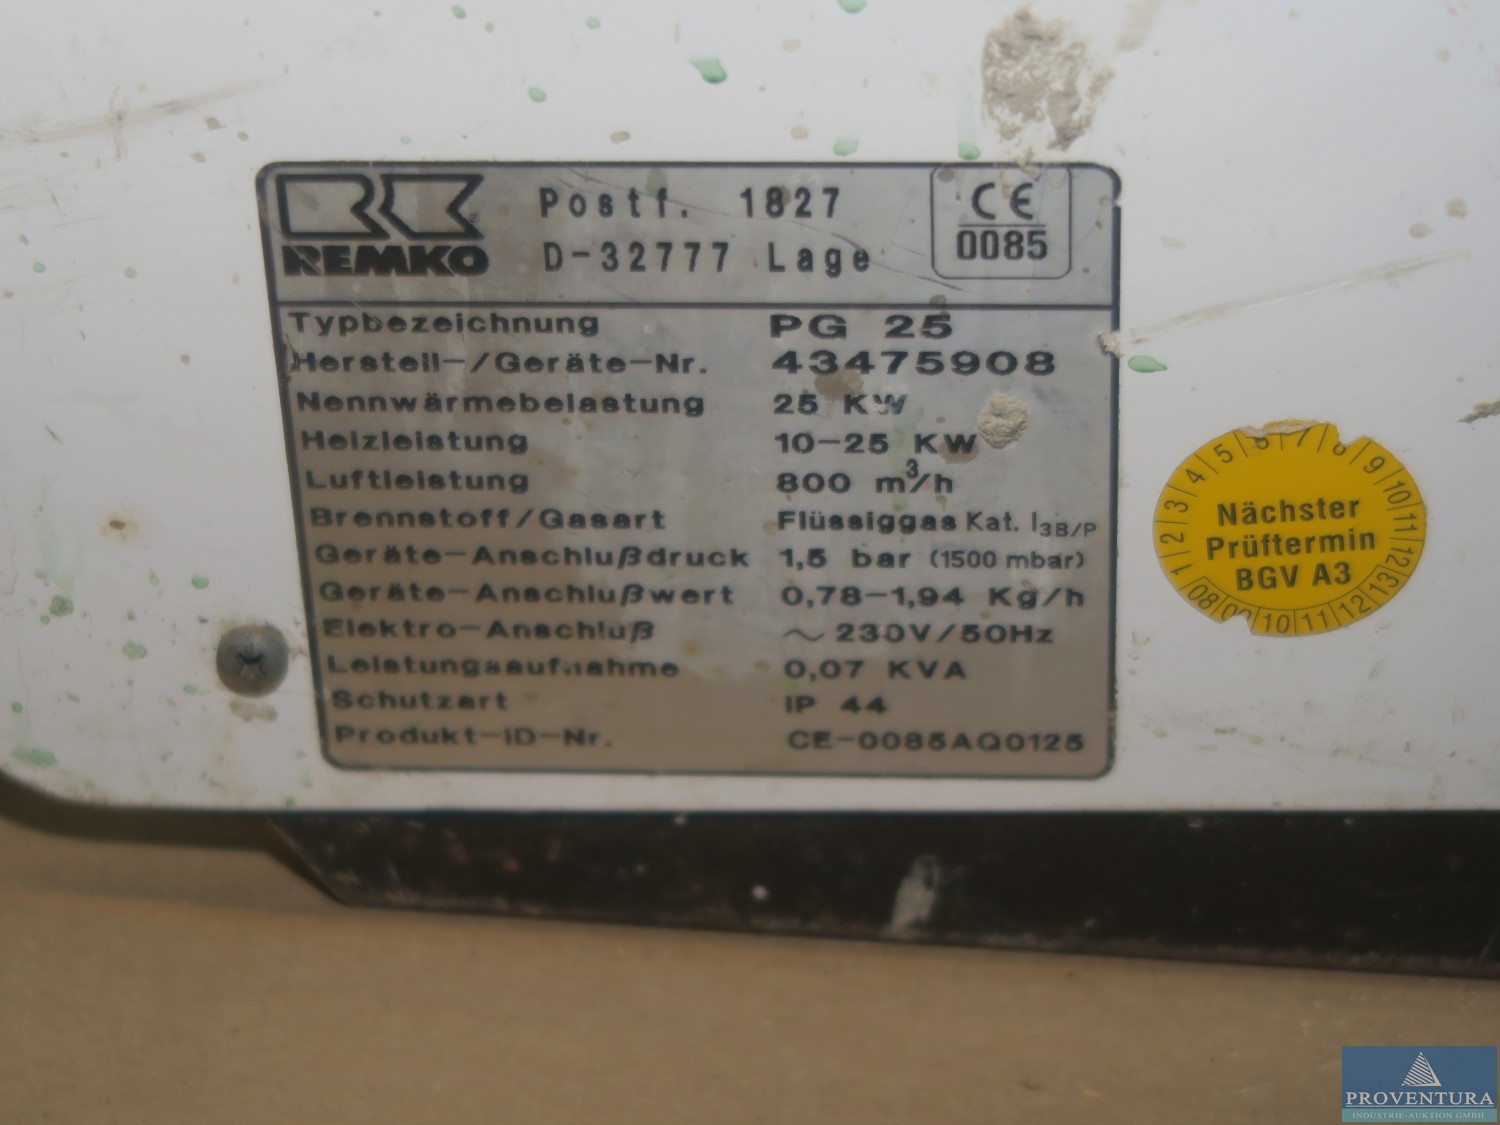 REMKO
Postf. 1827
D-32777 Lage
CE
0085
Typbezeichnung PG 25
Herstell-/Geräte-Nr. 43475908
Nennwärmebelastung 25 KW
Heizleistung 10-25 KW
Luftleistung 800 m³/h
Brennstoff/Gasart Flüssiggas Kat. I3B/P
Geräte-Anschlußdruck 1,5 bar (1500 mbar)
Geräte-Anschlußwert 0,78-1,94 Kg/h
Elektro-Anschluß ~ 230V/50Hz
Leistungsaufnahme 0,07 KVA
Schutzart IP 44
Produkt-ID-Nr. CE-0085AQ0125
1 2 3 4 5 6 7 8 9 10 11 12
Nächster
Prüftermin
BGV A3
08 09 10 11 12 13
PROVENTURA
INDUSTRIE-AUKTION GMBH